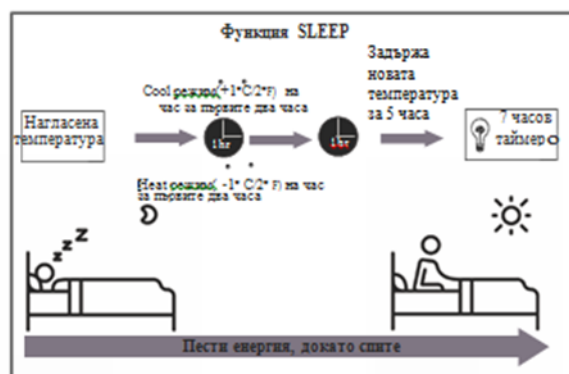 Функция SLEEP
Cool режим(+1°C/2°F) на
час за първите два часа
Задържа
новата
температура
за 5 часа
Нагласена
температура
1hr
1hr
7 часов
таймер
Heat режим( -1° C/2° F) на час
за първите два часа
z z Z
Пести енергия, докато спите